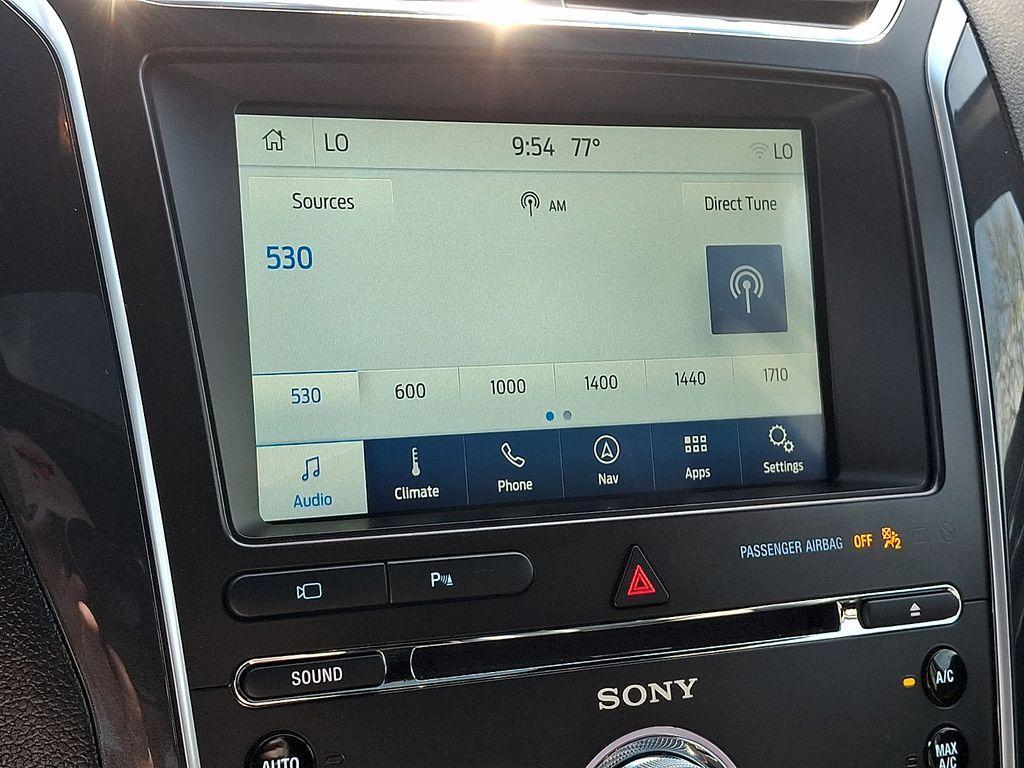 LO 9:54 77° LO
Sources AM Direct Tune
530
530 600 1000 1400 1440 1710
Audio Climate Phone Nav Apps Settings
PASSENGER AIRBAG OFF 2
P
SOUND
SONY
A/C
AUTO
MAX
A/C